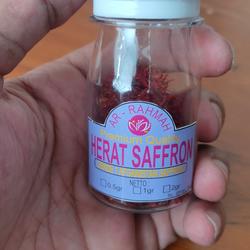 AR - RAHMAH
Premium Quality
HERAT SAFFRON
NETTO :
0.5gr 1gr 2gr